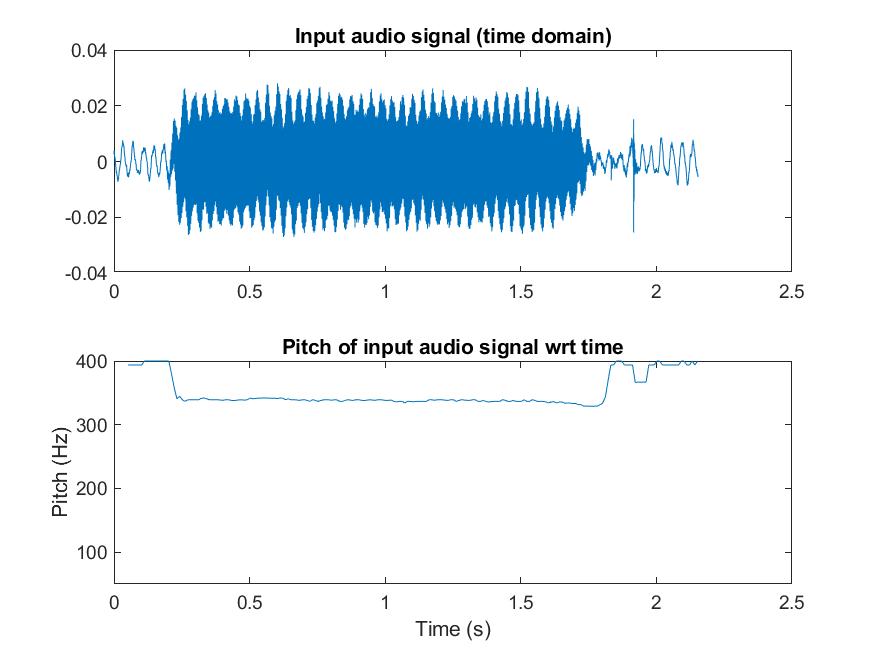 Input audio signal (time domain)
0.04
0.02
0
-0.02
-0.04
0 0.5 1 1.5 2 2.5
Pitch of input audio signal wrt time
400
300
200
100
Pitch (Hz)
0 0.5 1 1.5 2 2.5
Time (s)